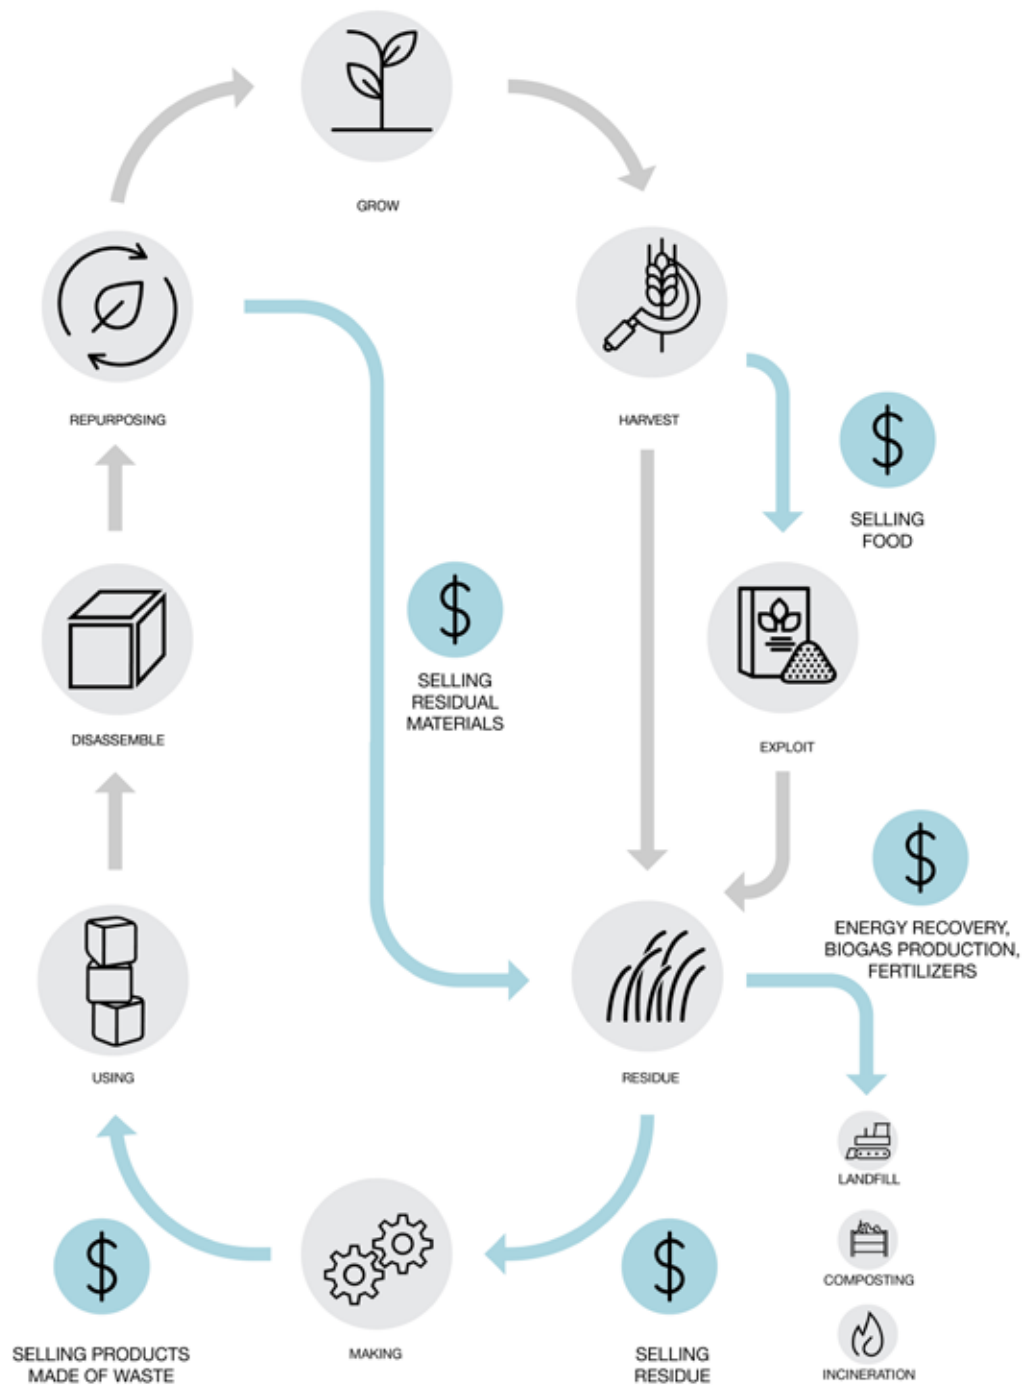 GROW
REPURPOSING
HARVEST
$
SELLING
FOOD
$
SELLING
RESIDUAL
MATERIALS
DISASSEMBLE
EXPLOIT
$
ENERGY RECOVERY,
BIOGAS PRODUCTION,
FERTILIZERS
USING
RESIDUE
LANDFILL
COMPOSTING
INCINERATION
$
SELLING PRODUCTS
MADE OF WASTE
MAKING
$
SELLING
RESIDUE